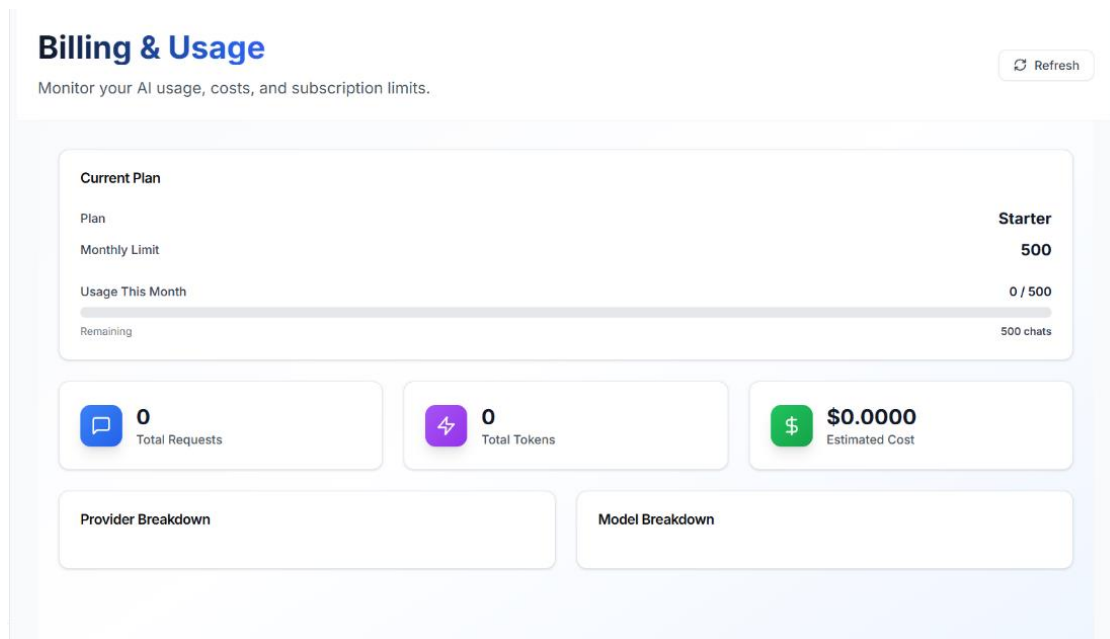 Billing & Usage
Monitor your AI usage, costs, and subscription limits.
Refresh
Current Plan
Plan
Starter
Monthly Limit
500
Usage This Month
0 / 500
Remaining
500 chats
0
Total Requests
0
Total Tokens
$0.0000
Estimated Cost
Provider Breakdown
Model Breakdown